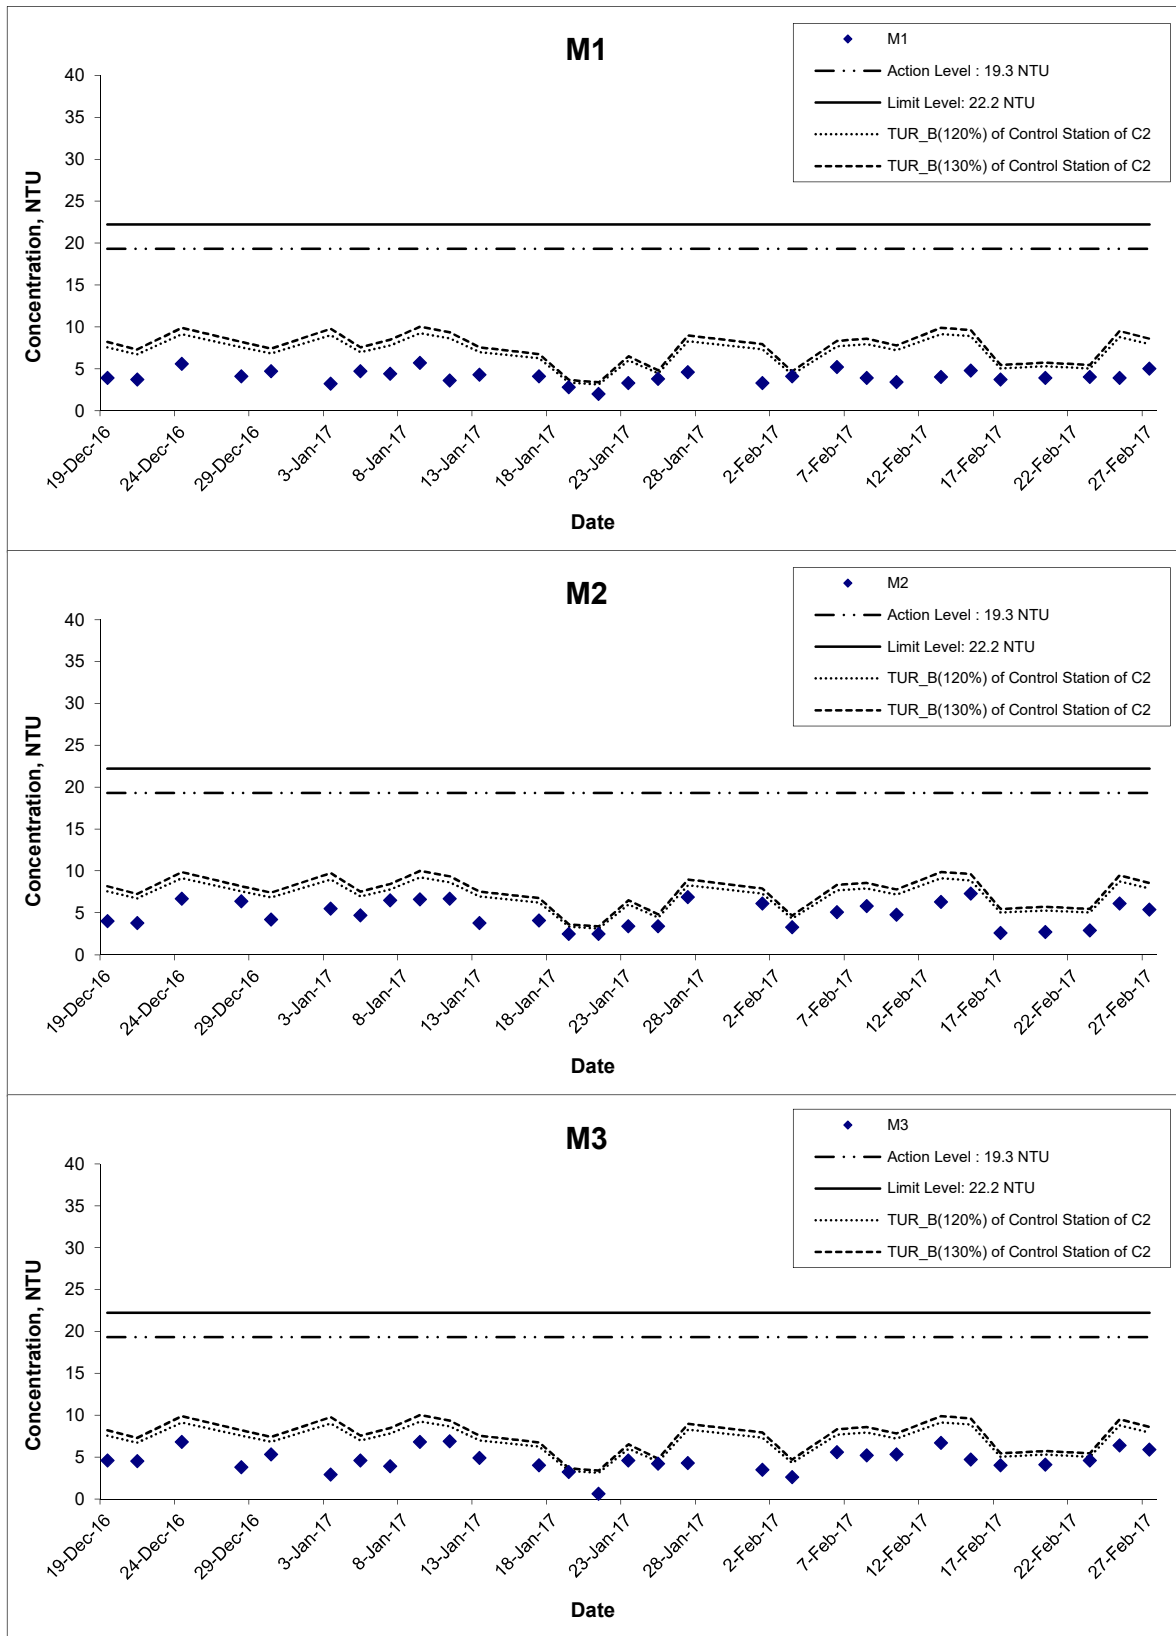 M1
M1
Action Level : 19.3 NTU
Limit Level: 22.2 NTU
TUR_B(120%) of Control Station of C2
TUR_B(130%) of Control Station of C2
Concentration, NTU
40
35
30
25
20
15
10
5
0
19-Dec-16
24-Dec-16
29-Dec-16
3-Jan-17
8-Jan-17
13-Jan-17
18-Jan-17
23-Jan-17
28-Jan-17
2-Feb-17
7-Feb-17
12-Feb-17
17-Feb-17
22-Feb-17
27-Feb-17
Date
M2
M2
Action Level : 19.3 NTU
Limit Level: 22.2 NTU
TUR_B(120%) of Control Station of C2
TUR_B(130%) of Control Station of C2
Concentration, NTU
40
35
30
25
20
15
10
5
0
19-Dec-16
24-Dec-16
29-Dec-16
3-Jan-17
8-Jan-17
13-Jan-17
18-Jan-17
23-Jan-17
28-Jan-17
2-Feb-17
7-Feb-17
12-Feb-17
17-Feb-17
22-Feb-17
27-Feb-17
Date
M3
M3
Action Level : 19.3 NTU
Limit Level: 22.2 NTU
TUR_B(120%) of Control Station of C2
TUR_B(130%) of Control Station of C2
Concentration, NTU
40
35
30
25
20
15
10
5
0
19-Dec-16
24-Dec-16
29-Dec-16
3-Jan-17
8-Jan-17
13-Jan-17
18-Jan-17
23-Jan-17
28-Jan-17
2-Feb-17
7-Feb-17
12-Feb-17
17-Feb-17
22-Feb-17
27-Feb-17
Date